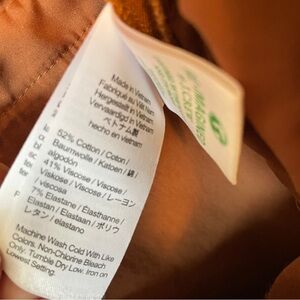 Made in Vietnam
Fabriqué au Viet Nam
Hergestellt in Vietnam
Vervaardigd in Vietnam
ベトナム製
hecho en Vietnam
52% Cotton / Coton /
Baumwolle / Katoen / 綿 /
algodón
41% Viscose / Viscose /
Viskose / Viscose / レーヨン
/ viscosa
7% Elastane / Élasthanne /
Elastan / Elastaan / ポリウ
レタン / elastano
Machine Wash Cold With Like
Colors. Non-Chlorine Bleach
Only. Tumble Dry Low. Iron on
Lowest Setting.